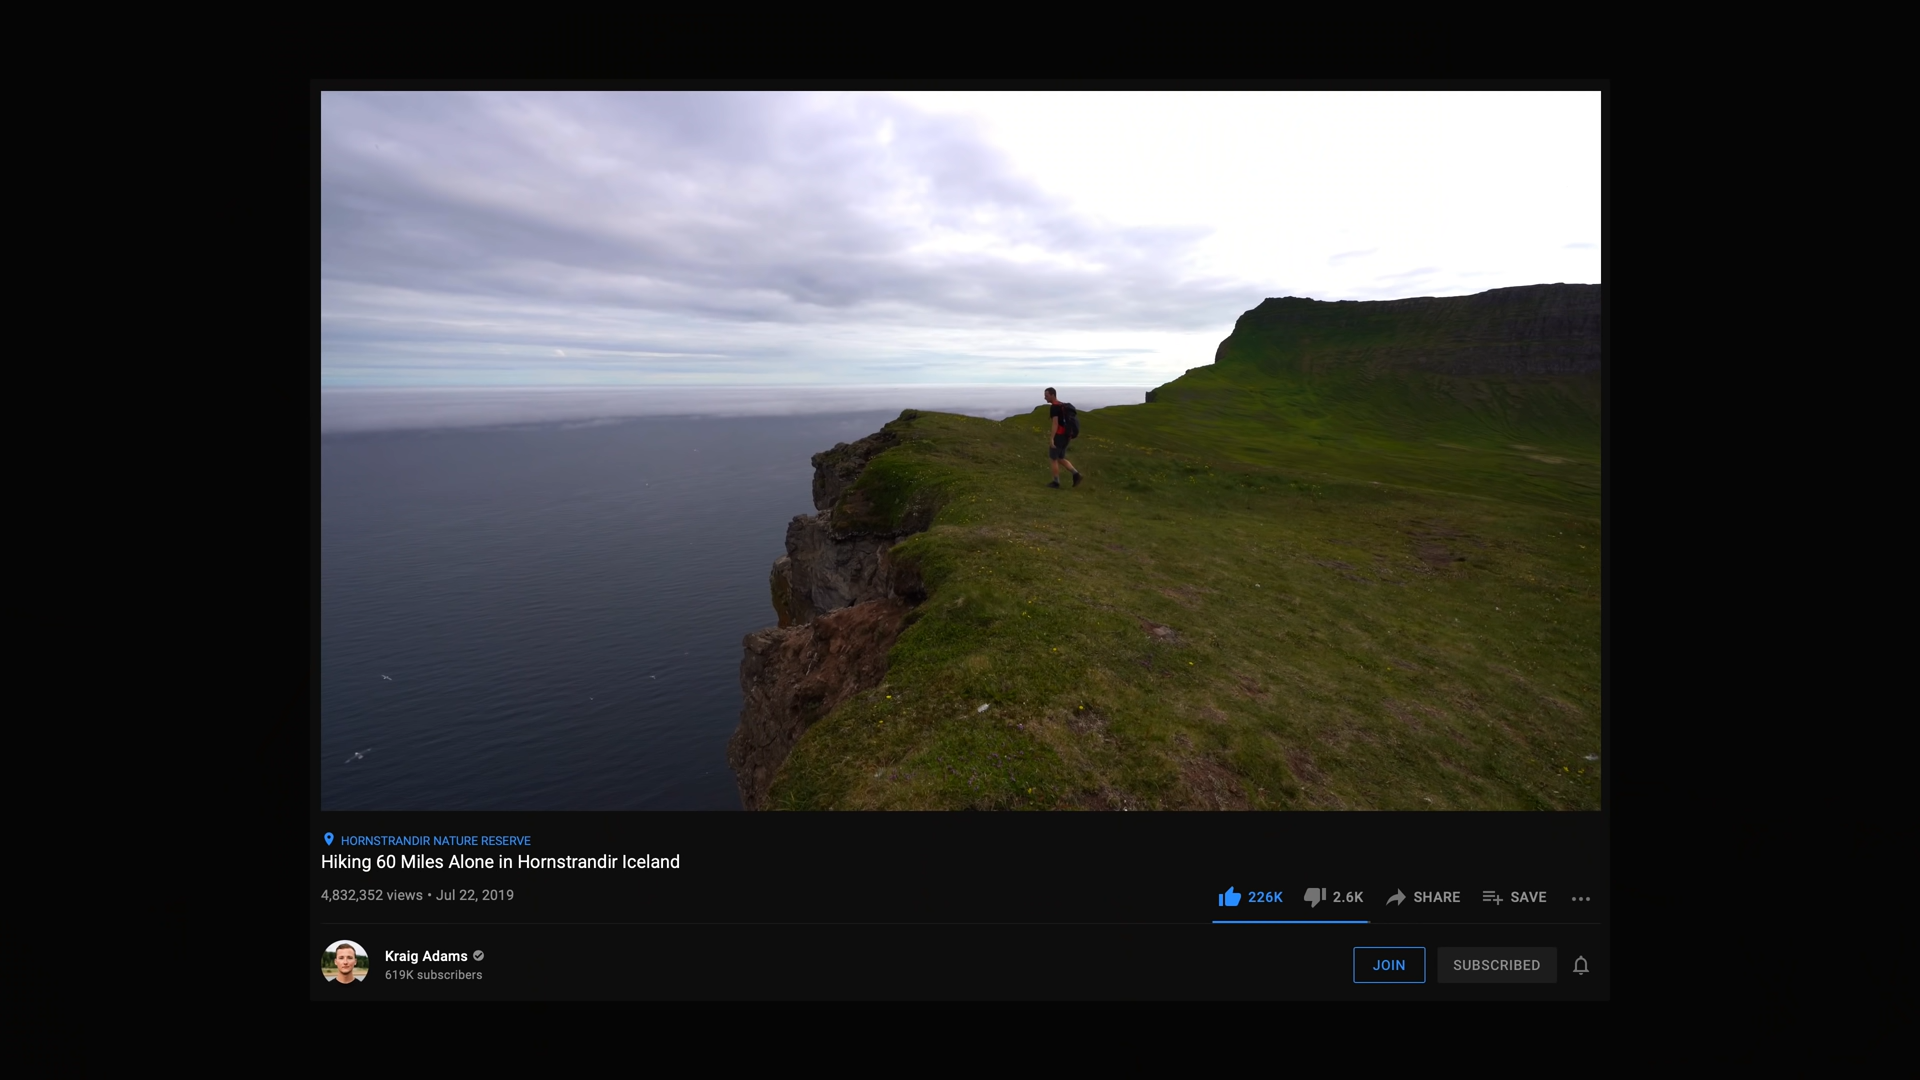 HORNSTRANDIR NATURE RESERVE
Hiking 60 Miles Alone in Hornstrandir Iceland
4,832,352 views • Jul 22, 2019
226K 2.6K SHARE SAVE
Kraig Adams
619K subscribers
JOIN SUBSCRIBED